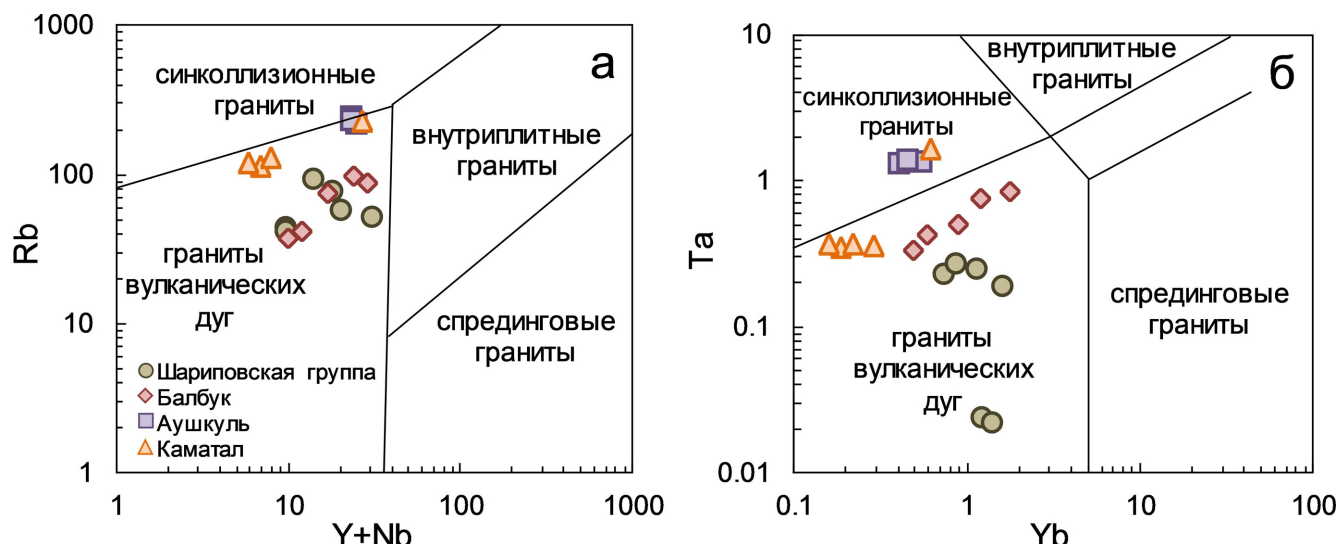 1000
100
10
1
Rb
а
синколлизионные
граниты
внутриплитные
граниты
граниты
вулканических
дуг
спрединговые
граниты
Шариповская группа
Балбук
Аушкуль
Каматал
1
10
100
1000
Y+Nb
10
1
0.1
0.01
Ta
б
внутриплитные
граниты
синколлизионные
граниты
граниты
вулканических
дуг
спрединговые
граниты
0.1
1
10
100
Yb